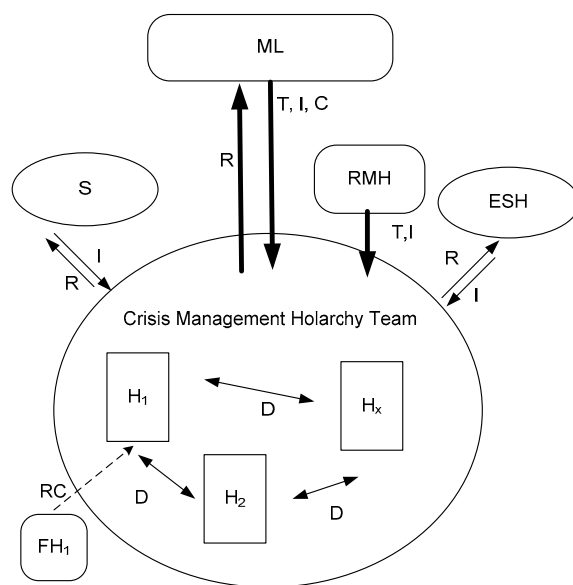 ML
T, I, C
R
S
RMH
ESH
I
R
T,I
R
I
Crisis Management Holarchy Team
H₁
Hₓ
D
RC
D
H₂
D
FH₁